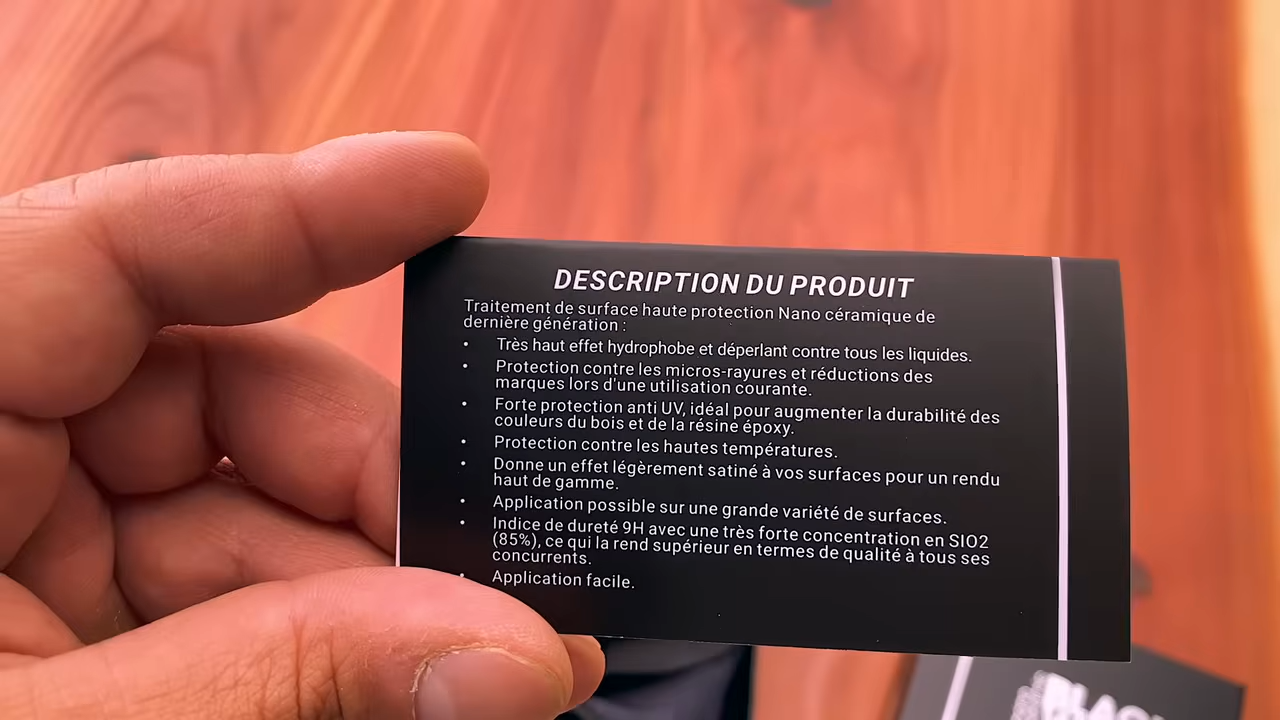 DESCRIPTION DU PRODUIT
Traitement de surface haute protection Nano céramique de
dernière génération :
• Très haut effet hydrophobe et déperlant contre tous les liquides.
• Protection contre les micros-rayures et réductions des
marques lors d'une utilisation courante.
• Forte protection anti UV, idéal pour augmenter la durabilité des
couleurs du bois et de la résine époxy.
• Protection contre les hautes températures.
• Donne un effet légèrement satiné à vos surfaces pour un rendu
haut de gamme.
• Application possible sur une grande variété de surfaces.
• Indice de dureté 9H avec une très forte concentration en SIO2
(85%), ce qui la rend supérieur en termes de qualité à tous ses
concurrents.
• Application facile.